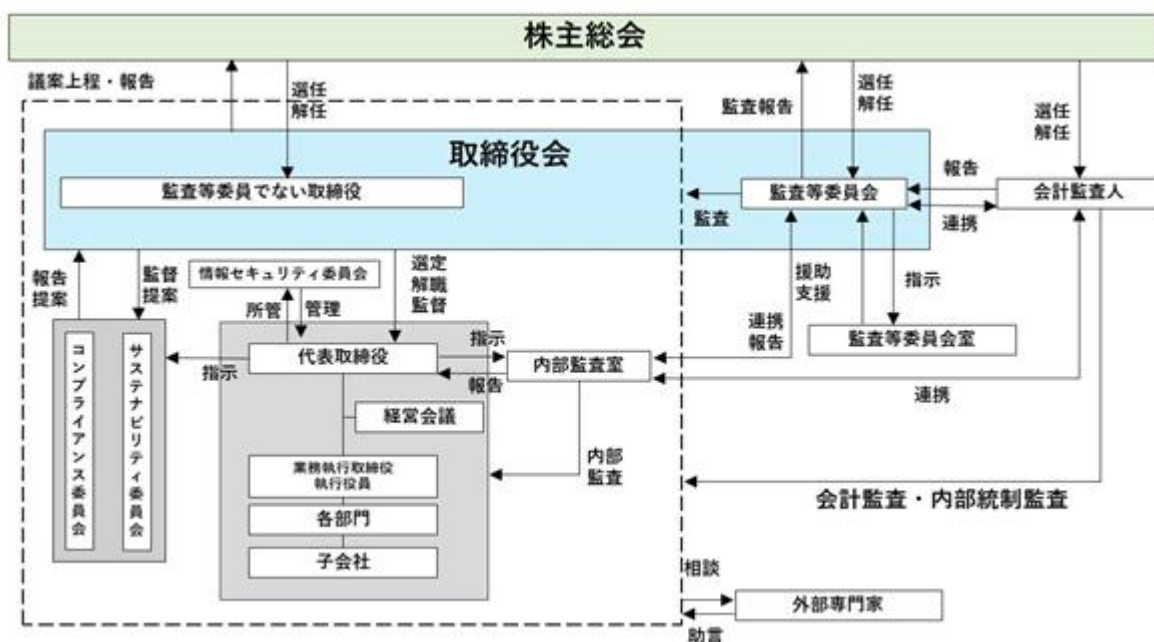 株主総会
議案上程・報告
選任
解任
監査報告
選任
解任
選任
解任
取締役会
監査等委員でない取締役
監査等委員会
報告
会計監査人
監査
連携
報告
提案
監督
提案
情報セキュリティ委員会
選定
解職
監督
援助
支援
指示
所管
管理
連携
報告
監査等委員会室
代表取締役
指示
内部監査室
指示
報告
連携
コンプライアンス委員会
サステナビリティ委員会
経営会議
内部
監査
業務執行取締役
執行役員
会計監査・内部統制監査
各部門
子会社
相談
外部専門家
助言